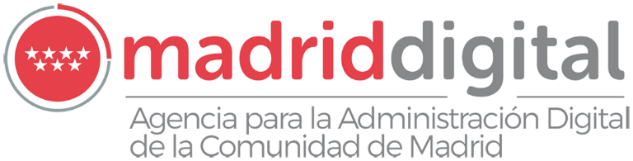 madriddigital
Agencia para la Administración Digital
de la Comunidad de Madrid